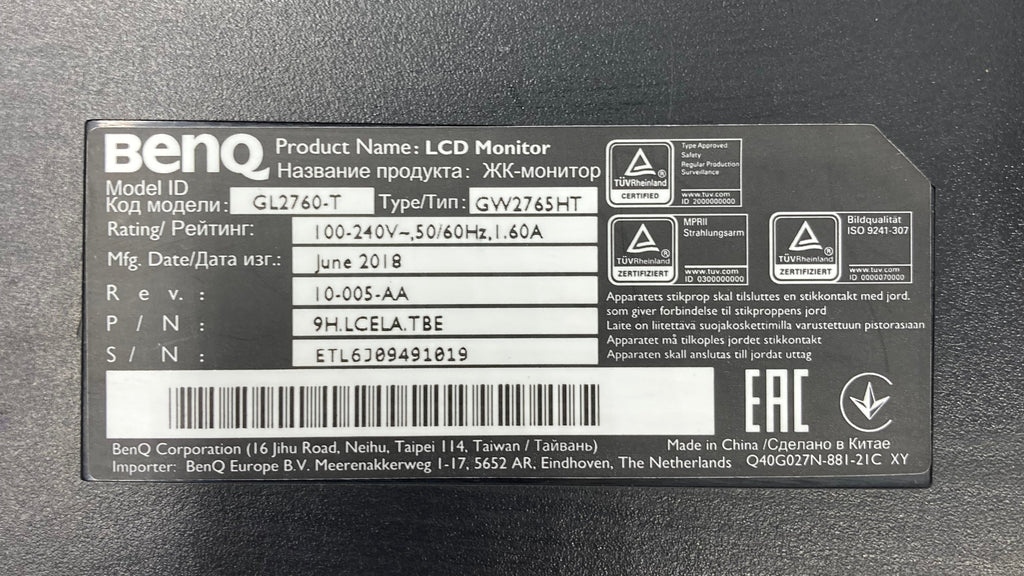 BenQ Product Name: LCD Monitor
Название продукта: ЖК-монитор
Model ID
Код модели: GL2760-T Type/Тип: GW2765HT
Rating/ Рейтинг: 100-240V~,50/60Hz,1.60A
Mfg. Date/Дата изг.: June 2018
Rev.: 10-005-AA
P/N: 9H.LCELA.TBE
S/N: ETL6J09491019
TÜVRheinland
CERTIFIED
Type Approved
Safety
Regular Production
Surveillance
www.tuv.com
ID 2000000000
TÜVRheinland
ZERTIFIZIERT
MPRII
Strahlungsarm
www.tuv.com
ID 0300000000
TÜVRheinland
ZERTIFIZIERT
Bildqualität
ISO 9241-307
www.tuv.com
ID 0000070000
Apparatets stikprop skal tilsluttes en stikkontakt med jord,
som giver forbindelse til stikproppens jord
Laite on liitettävä suojakoskettimilla varustettuun pistorasiaan
Apparatet må tilkoples jordet stikkontakt
Apparaten skall anslutas till jordat uttag
EAC
BenQ Corporation (16 Jihu Road, Neihu, Taipei 114, Taiwan / Тайвань)
Made in China /Сделано в Китае
Importer: BenQ Europe B.V. Meerenakkerweg 1-17, 5652 AR, Eindhoven, The Netherlands
Q40G027N-881-21C XY